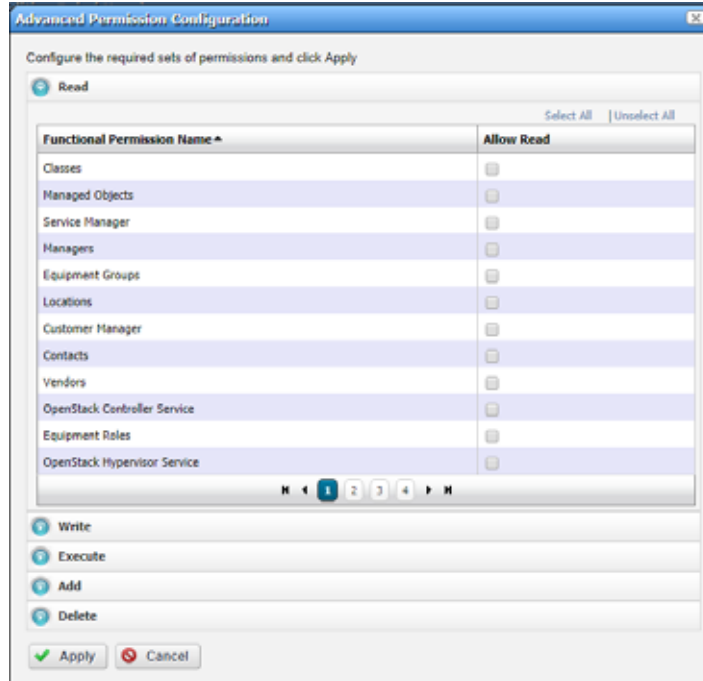 Advanced Permission Configuration
Configure the required sets of permissions and click Apply
Read
Select All | Unselect All
Functional Permission Name Allow Read
Classes
Managed Objects
Service Manager
Managers
Equipment Groups
Locations
Customer Manager
Contacts
Vendors
OpenStack Controller Service
Equipment Roles
OpenStack Hypervisor Service
1 2 3 4
Write
Execute
Add
Delete
Apply Cancel